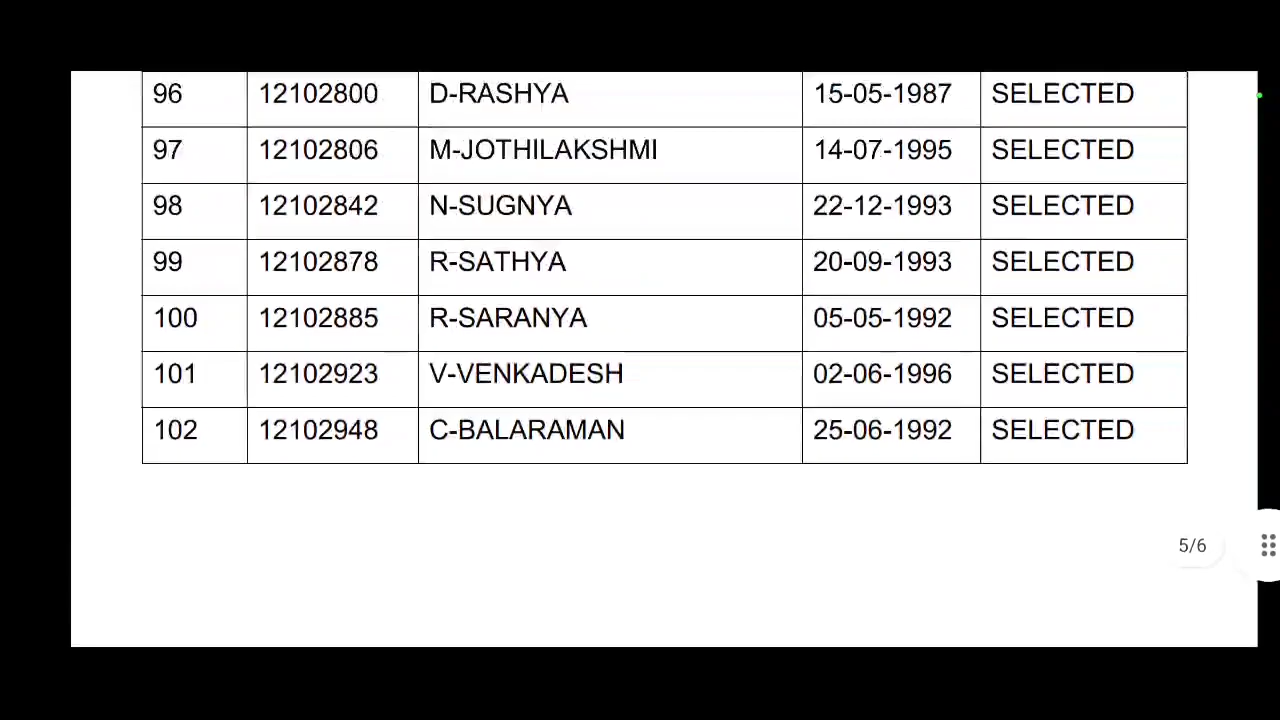 96 12102800 D-RASHYA 15-05-1987 SELECTED
97 12102806 M-JOTHILAKSHMI 14-07-1995 SELECTED
98 12102842 N-SUGNYA 22-12-1993 SELECTED
99 12102878 R-SATHYA 20-09-1993 SELECTED
100 12102885 R-SARANYA 05-05-1992 SELECTED
101 12102923 V-VENKADESH 02-06-1996 SELECTED
102 12102948 C-BALARAMAN 25-06-1992 SELECTED
5/6